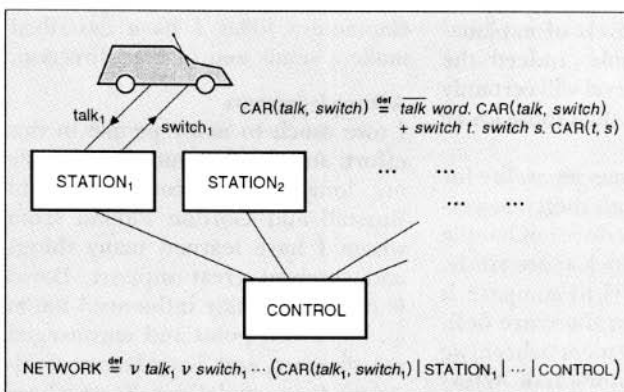 talk₁
switch₁
CAR(talk, switch) ≝ t̅a̅l̅k̅ word. CAR(talk, switch)
+ switch t. switch s. CAR(t, s)
STATION₁ STATION₂ .... ....
.... ....
CONTROL
NETWORK ≝ ν talk₁ ν switch₁ ⋯ (CAR(talk₁, switch₁) | STATION₁ | ⋯ | CONTROL)